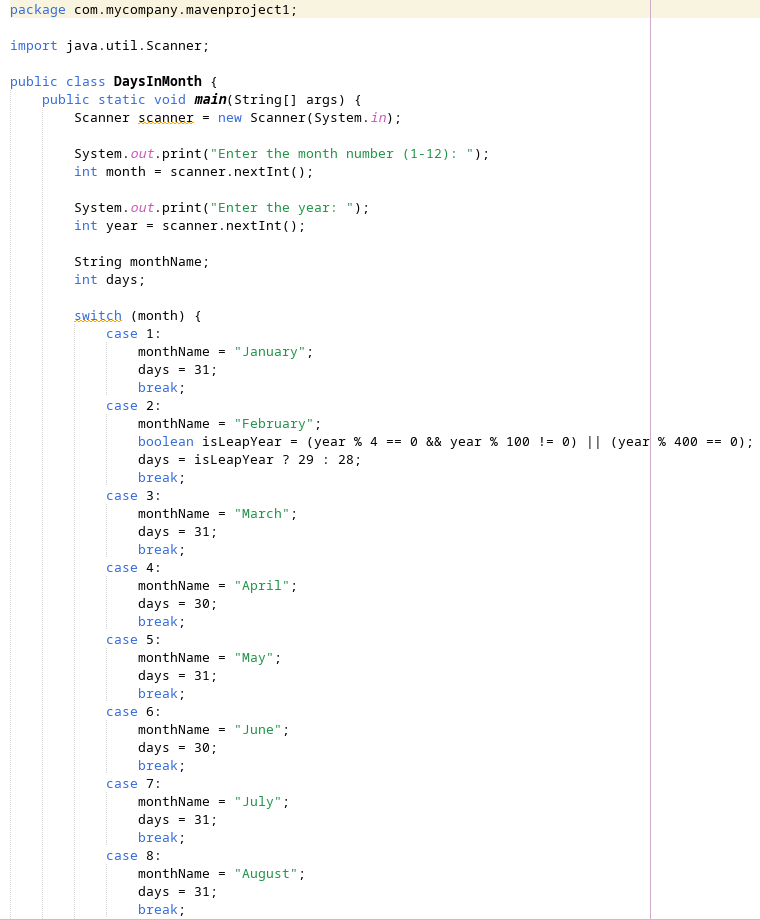 package com.mycompany.mavenproject1;
import java.util.Scanner;
public class DaysInMonth {
public static void main(String[] args) {
Scanner scanner = new Scanner(System.in);
System.out.print("Enter the month number (1-12): ");
int month = scanner.nextInt();
System.out.print("Enter the year: ");
int year = scanner.nextInt();
String monthName;
int days;
switch (month) {
case 1:
monthName = "January";
days = 31;
break;
case 2:
monthName = "February";
boolean isLeapYear = (year % 4 == 0 && year % 100 != 0) || (year % 400 == 0);
days = isLeapYear ? 29 : 28;
break;
case 3:
monthName = "March";
days = 31;
break;
case 4:
monthName = "April";
days = 30;
break;
case 5:
monthName = "May";
days = 31;
break;
case 6:
monthName = "June";
days = 30;
break;
case 7:
monthName = "July";
days = 31;
break;
case 8:
monthName = "August";
days = 31;
break;